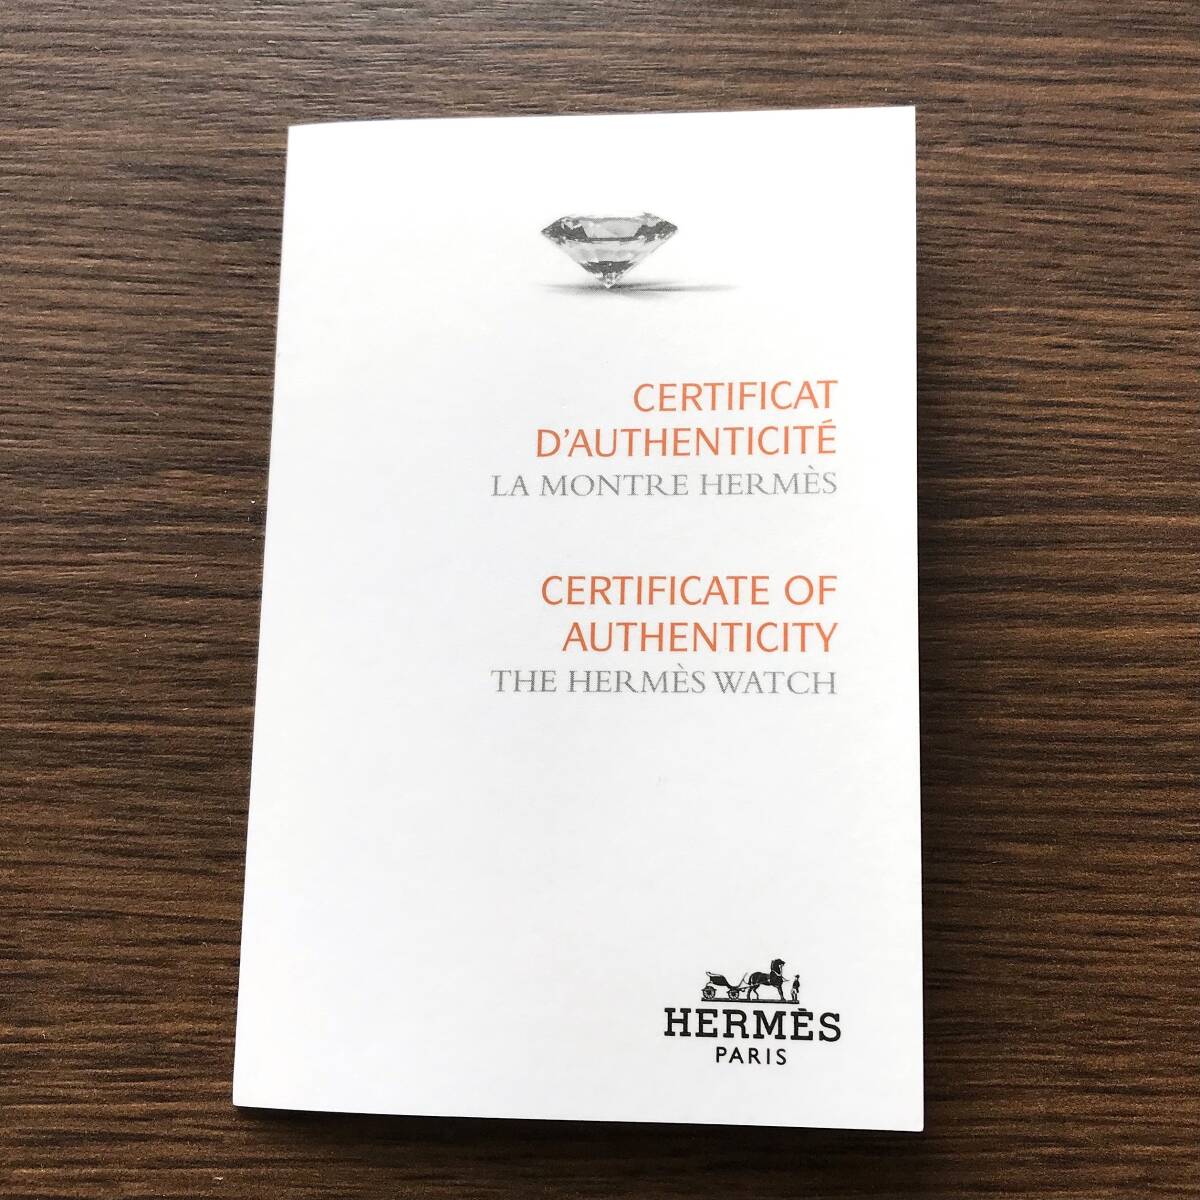 CERTIFICAT
D'AUTHENTICITÉ
LA MONTRE HERMÈS
CERTIFICATE OF
AUTHENTICITY
THE HERMÈS WATCH
HERMÈS
PARIS